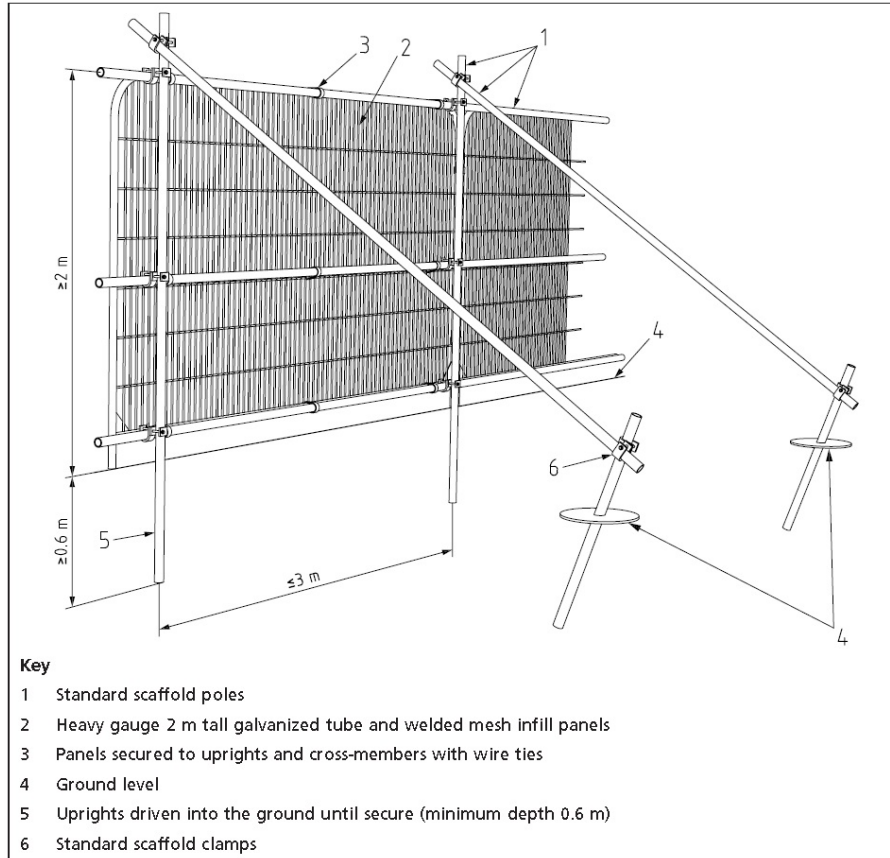 3
2
1
≥2 m
4
6
5
≥0.6 m
≤3 m
4
Key
1 Standard scaffold poles
2 Heavy gauge 2 m tall galvanized tube and welded mesh infill panels
3 Panels secured to uprights and cross-members with wire ties
4 Ground level
5 Uprights driven into the ground until secure (minimum depth 0.6 m)
6 Standard scaffold clamps